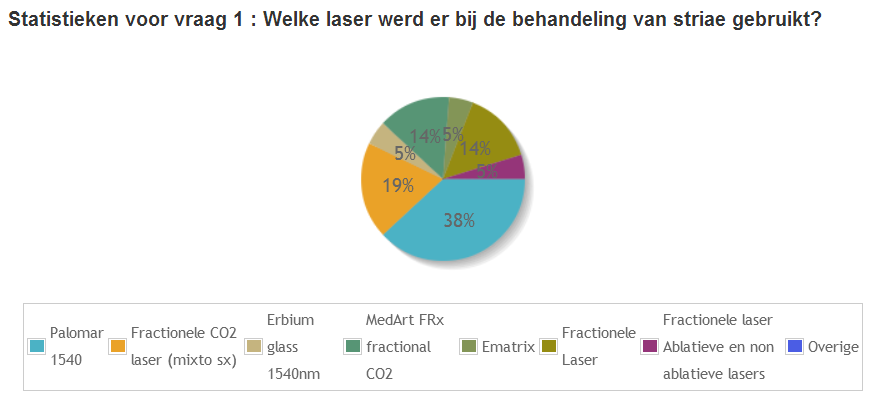 Statistieken voor vraag 1 : Welke laser werd er bij de behandeling van striae gebruikt?
14%
5%
14%
5%
5%
19%
38%
Palomar
1540
Fractionele CO2
laser (mixto sx)
Erbium
glass
1540nm
MedArt FRx
fractional
CO2
Ematrix
Fractionele
Laser
Fractionele laser
Ablatieve en non
ablatieve lasers
Overige